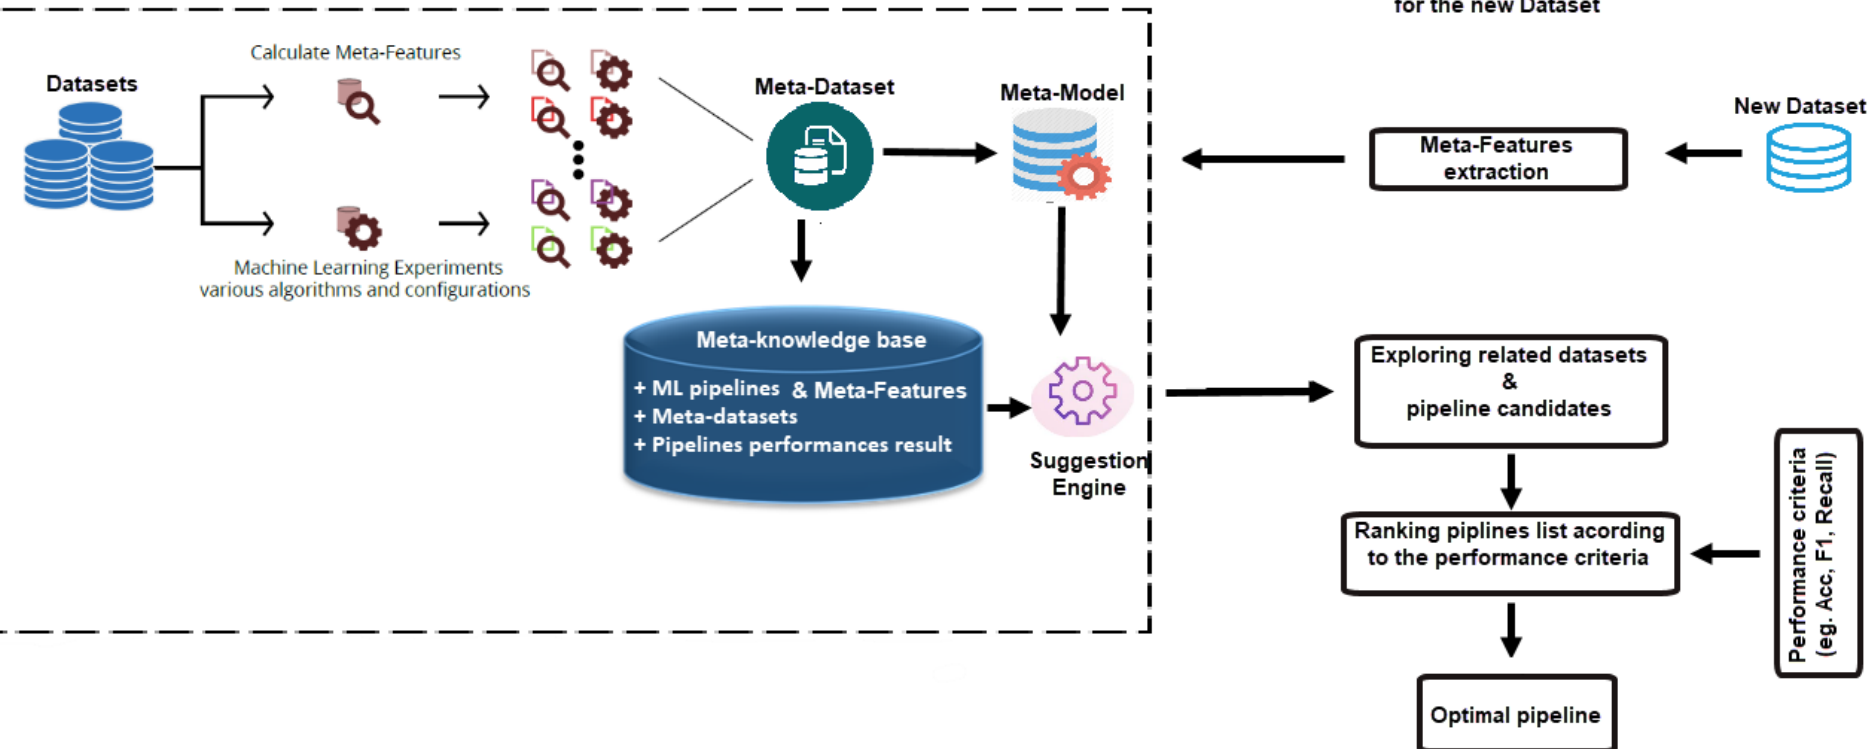 for the new Dataset
Calculate Meta-Features
Datasets
Meta-Dataset
Meta-Model
New Dataset
Meta-Features
extraction
Machine Learning Experiments
various algorithms and configurations
Meta-knowledge base
+ ML pipelines & Meta-Features
+ Meta-datasets
+ Pipelines performances result
Suggestion
Engine
Exploring related datasets
&
pipeline candidates
Ranking piplines list acording
to the performance criteria
Performance criteria
(eg. Acc, F1, Recall)
Optimal pipeline